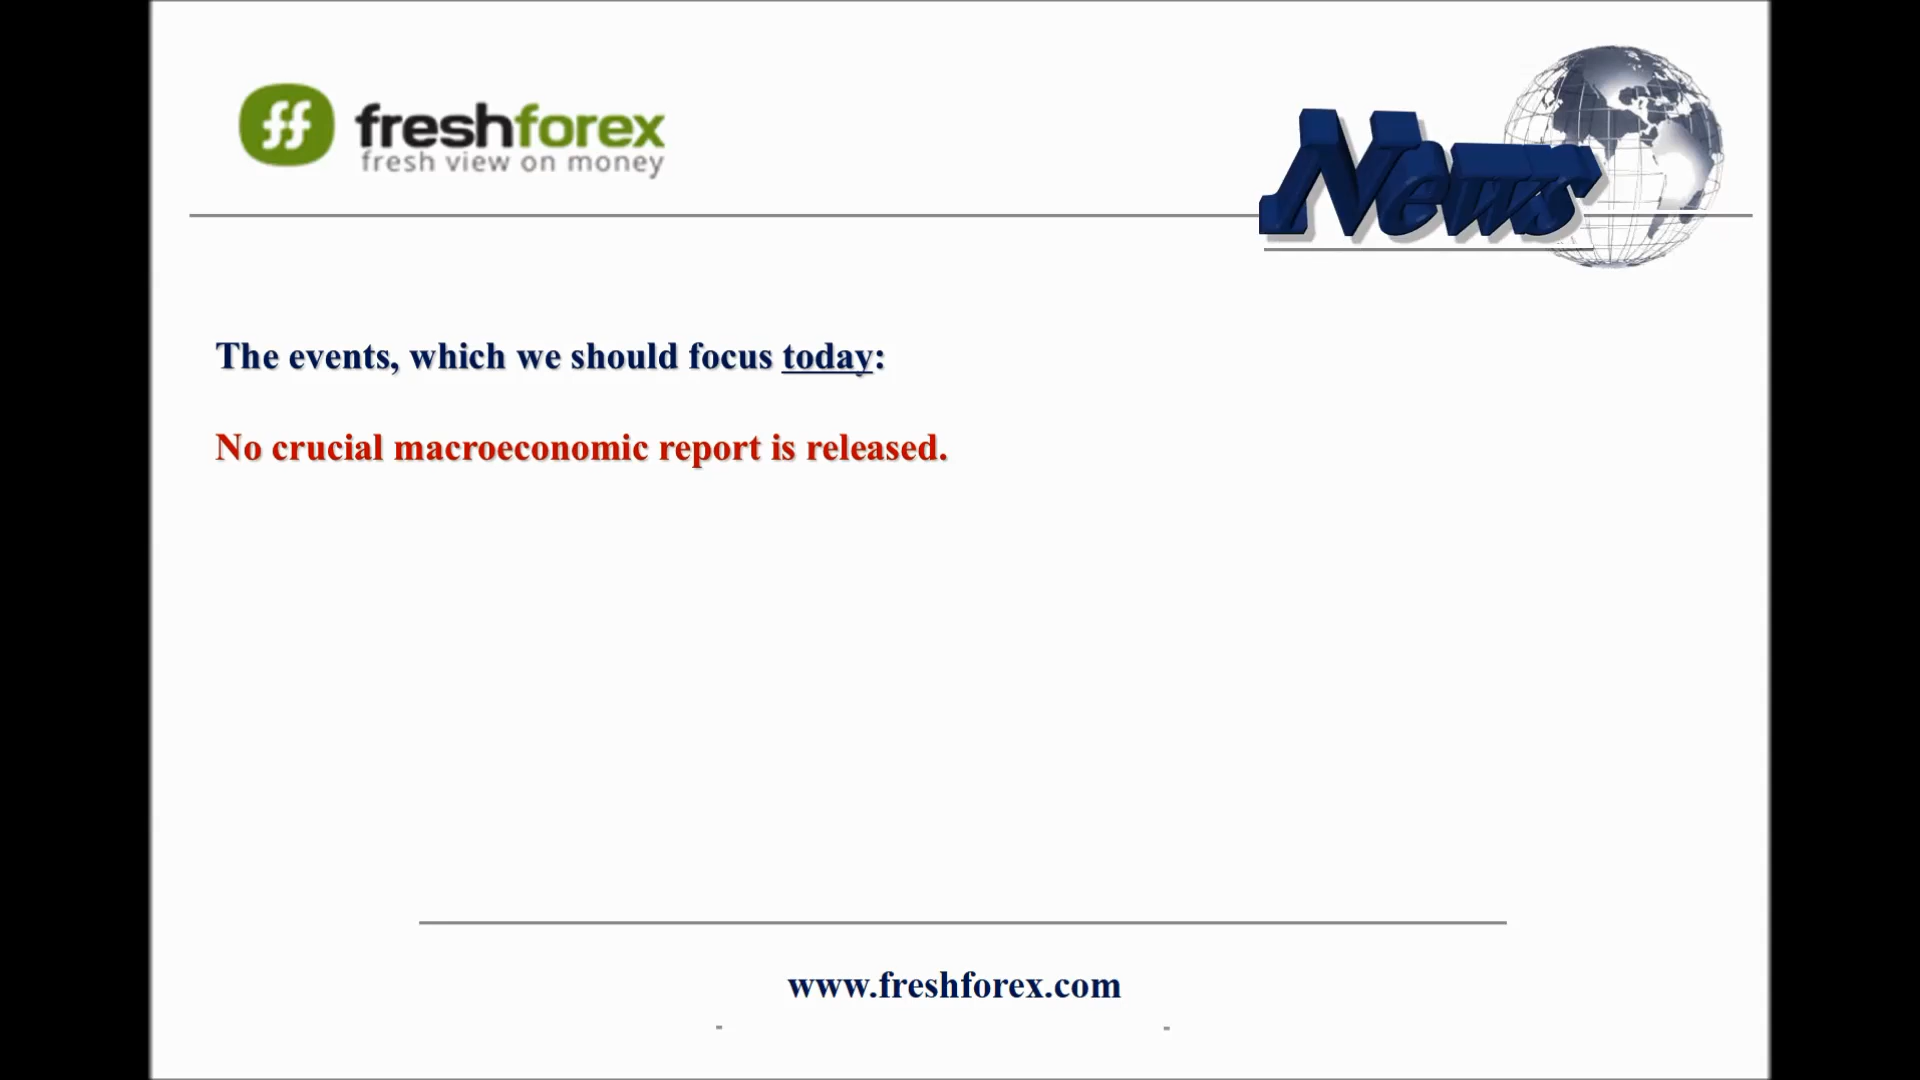 ff freshforex
fresh view on money
News
The events, which we should focus today:
No crucial macroeconomic report is released.
www.freshforex.com
- -